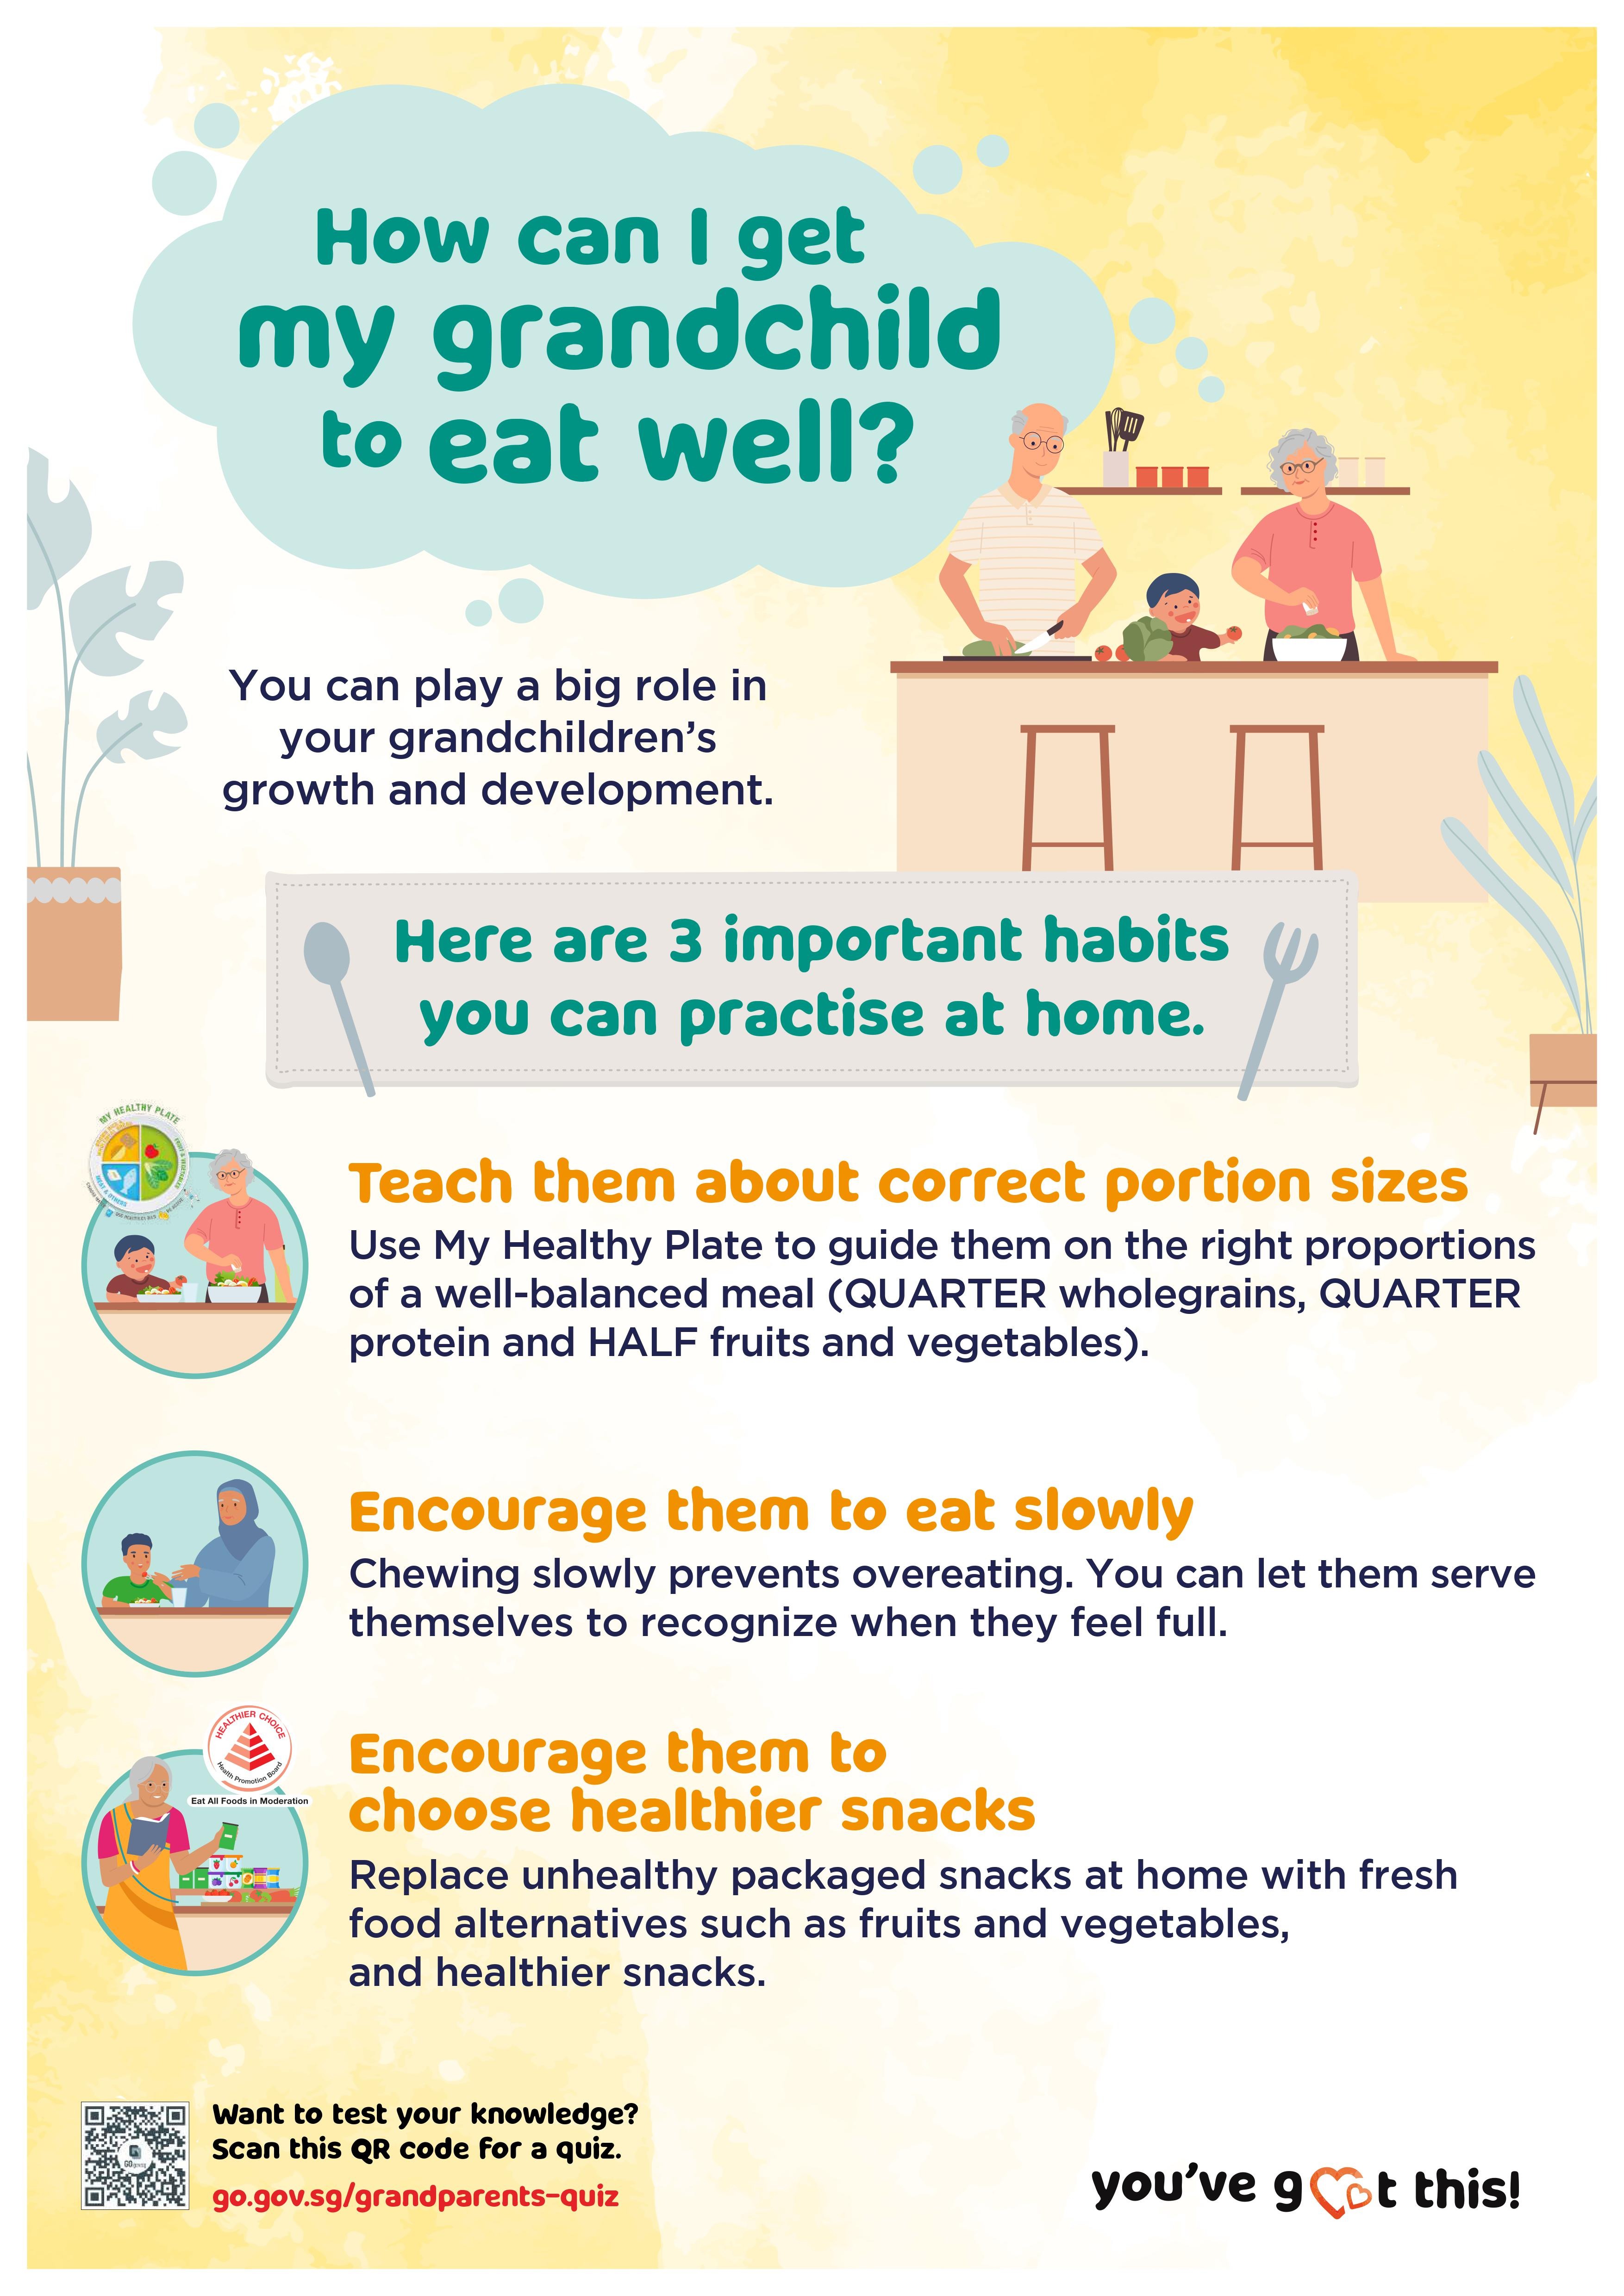 How can I get
my grandchild
to eat well?
You can play a big role in
your grandchildren's
growth and development.
Here are 3 important habits
you can practise at home.
MY HEALTHY PLATE
Teach them about correct portion sizes
Use My Healthy Plate to guide them on the right proportions
of a well-balanced meal (QUARTER wholegrains, QUARTER
protein and HALF fruits and vegetables).
Encourage them to eat slowly
Chewing slowly prevents overeating. You can let them serve
themselves to recognize when they feel full.
HEALTHIER CHOICE
Health Promotion Board
Eat All Foods in Moderation
Encourage them to
choose healthier snacks
Replace unhealthy packaged snacks at home with fresh
food alternatives such as fruits and vegetables,
and healthier snacks.
Want to test your knowledge?
Scan this QR code for a quiz.
go.gov.sg/grandparents-quiz
you've got this!